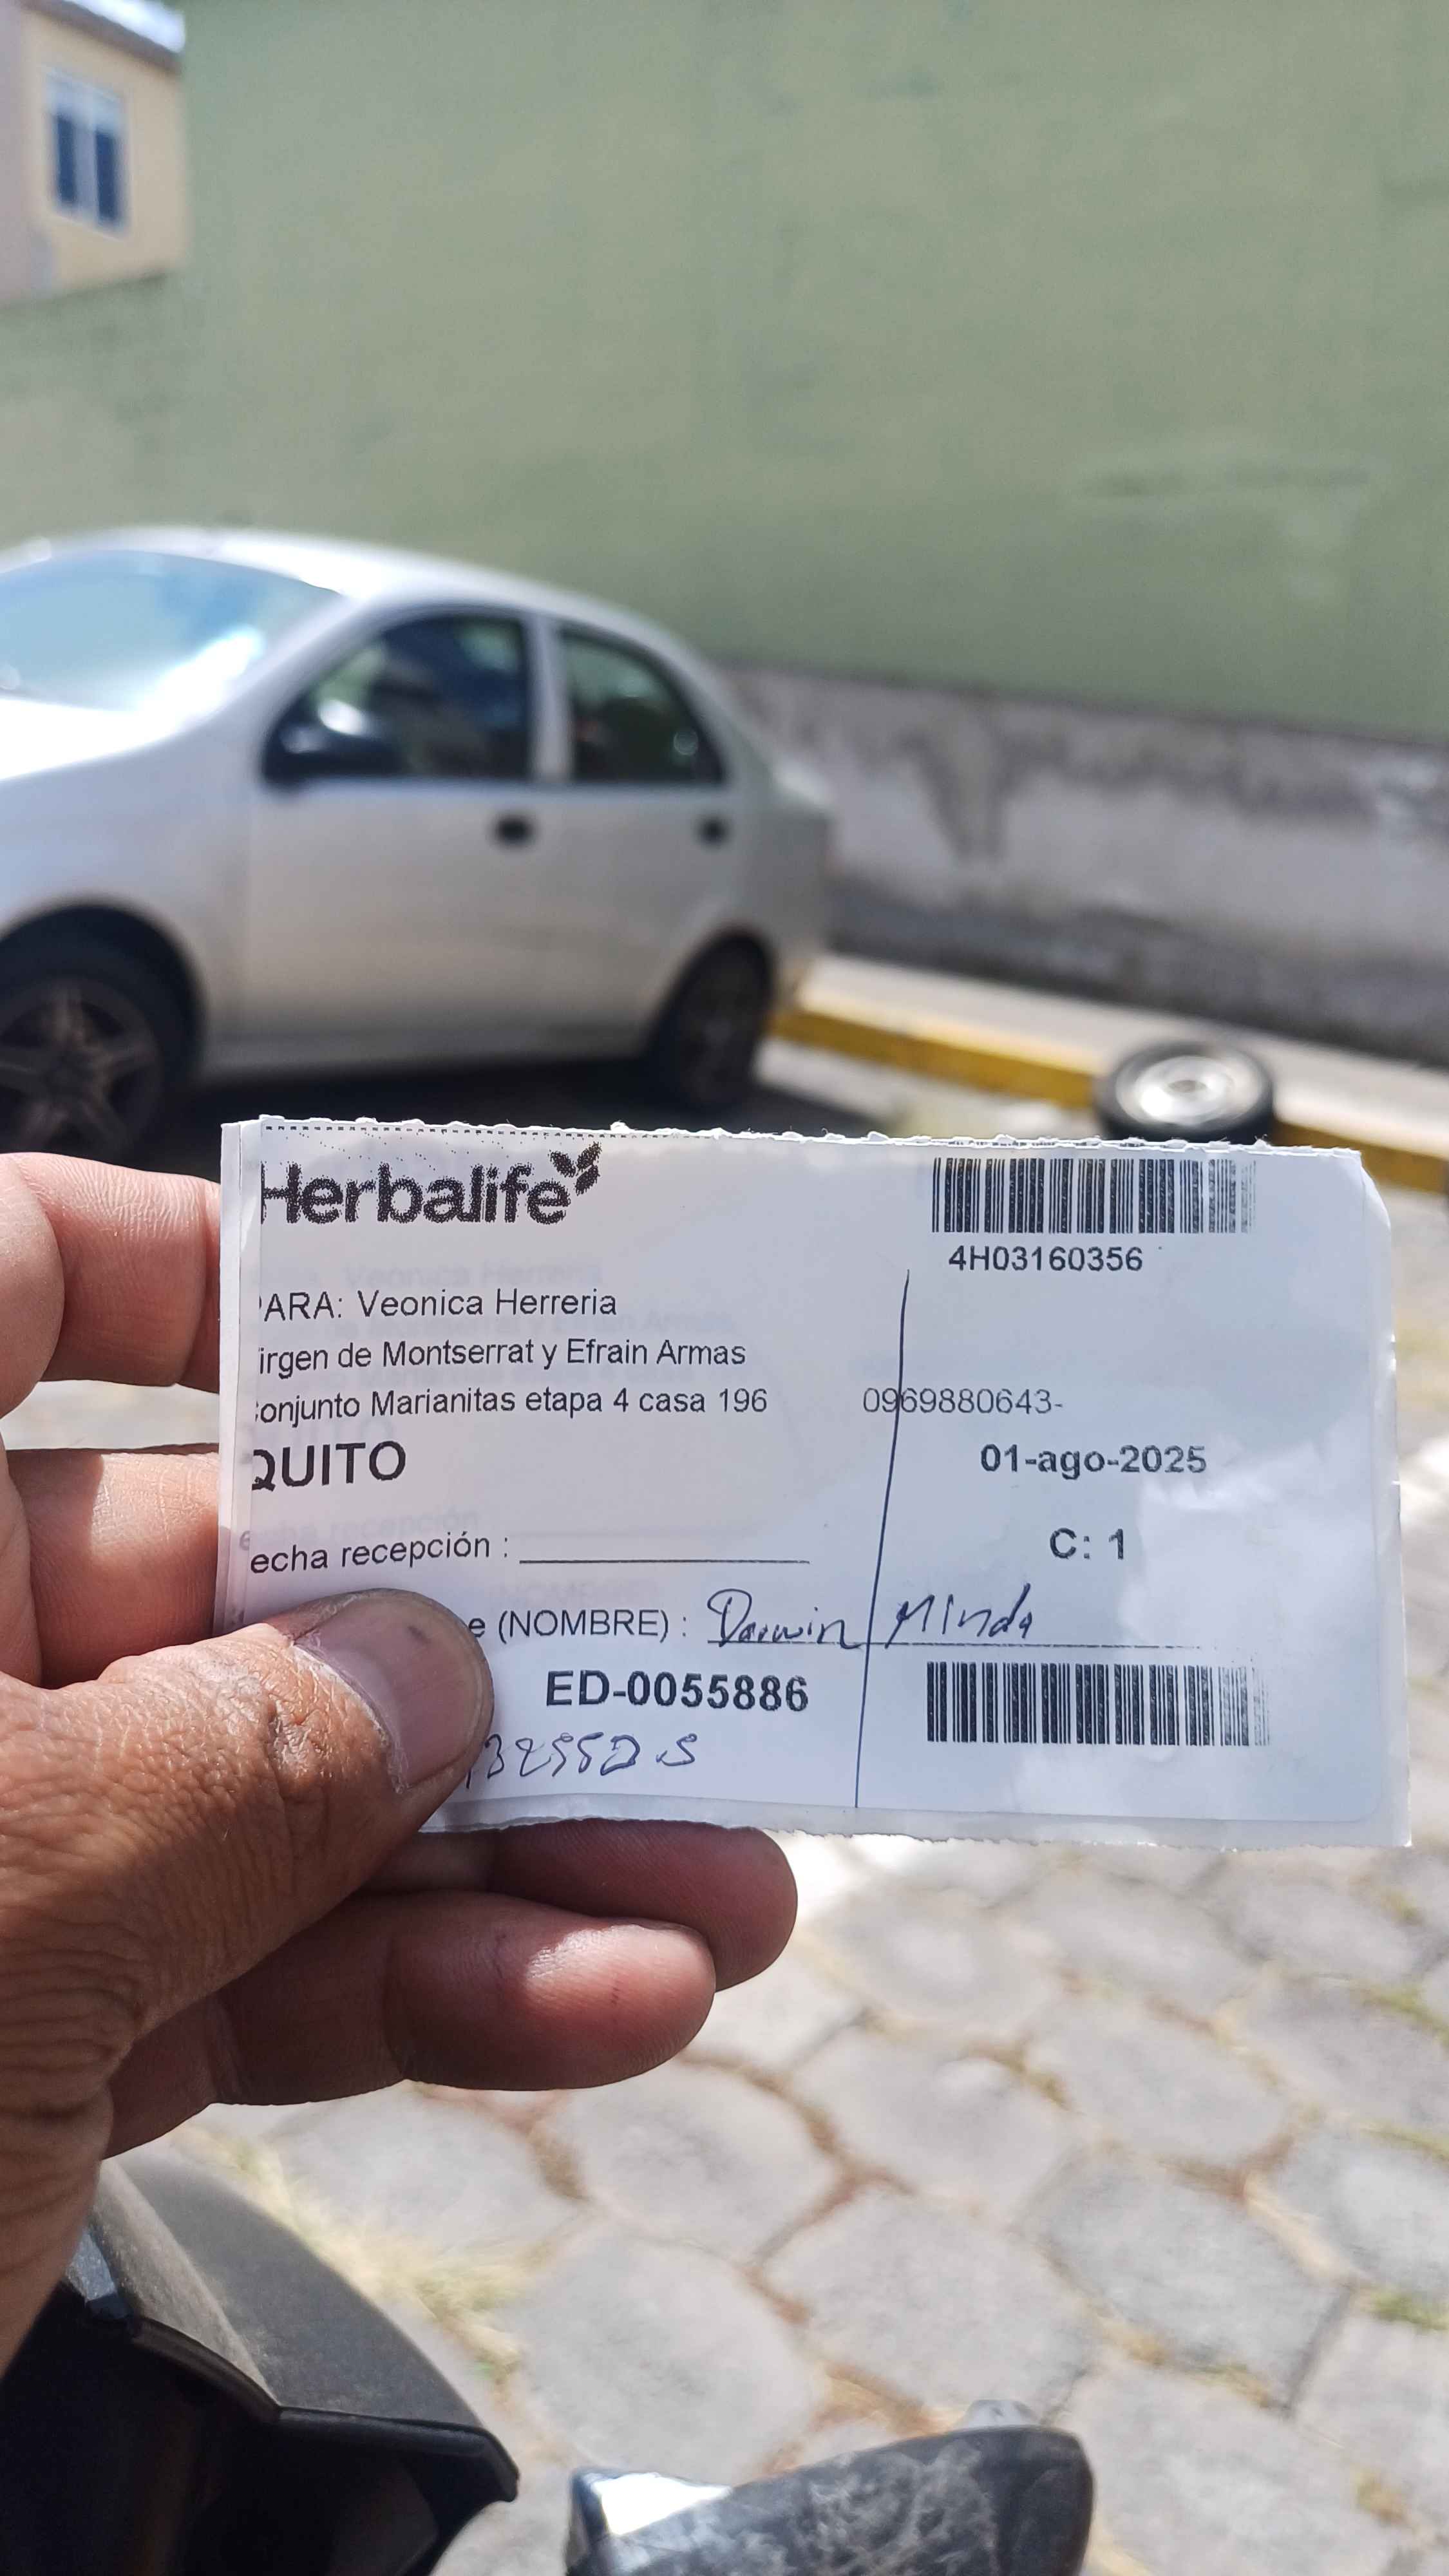 Herbalife
4H03160356
PARA: Veonica Herreria
irgen de Montserrat y Efrain Armas
onjunto Marianitas etapa 4 casa 196 0969880643-
QUITO
01-ago-2025
echa recepción :
C: 1
e (NOMBRE) : Darwin Minda
ED-0055886